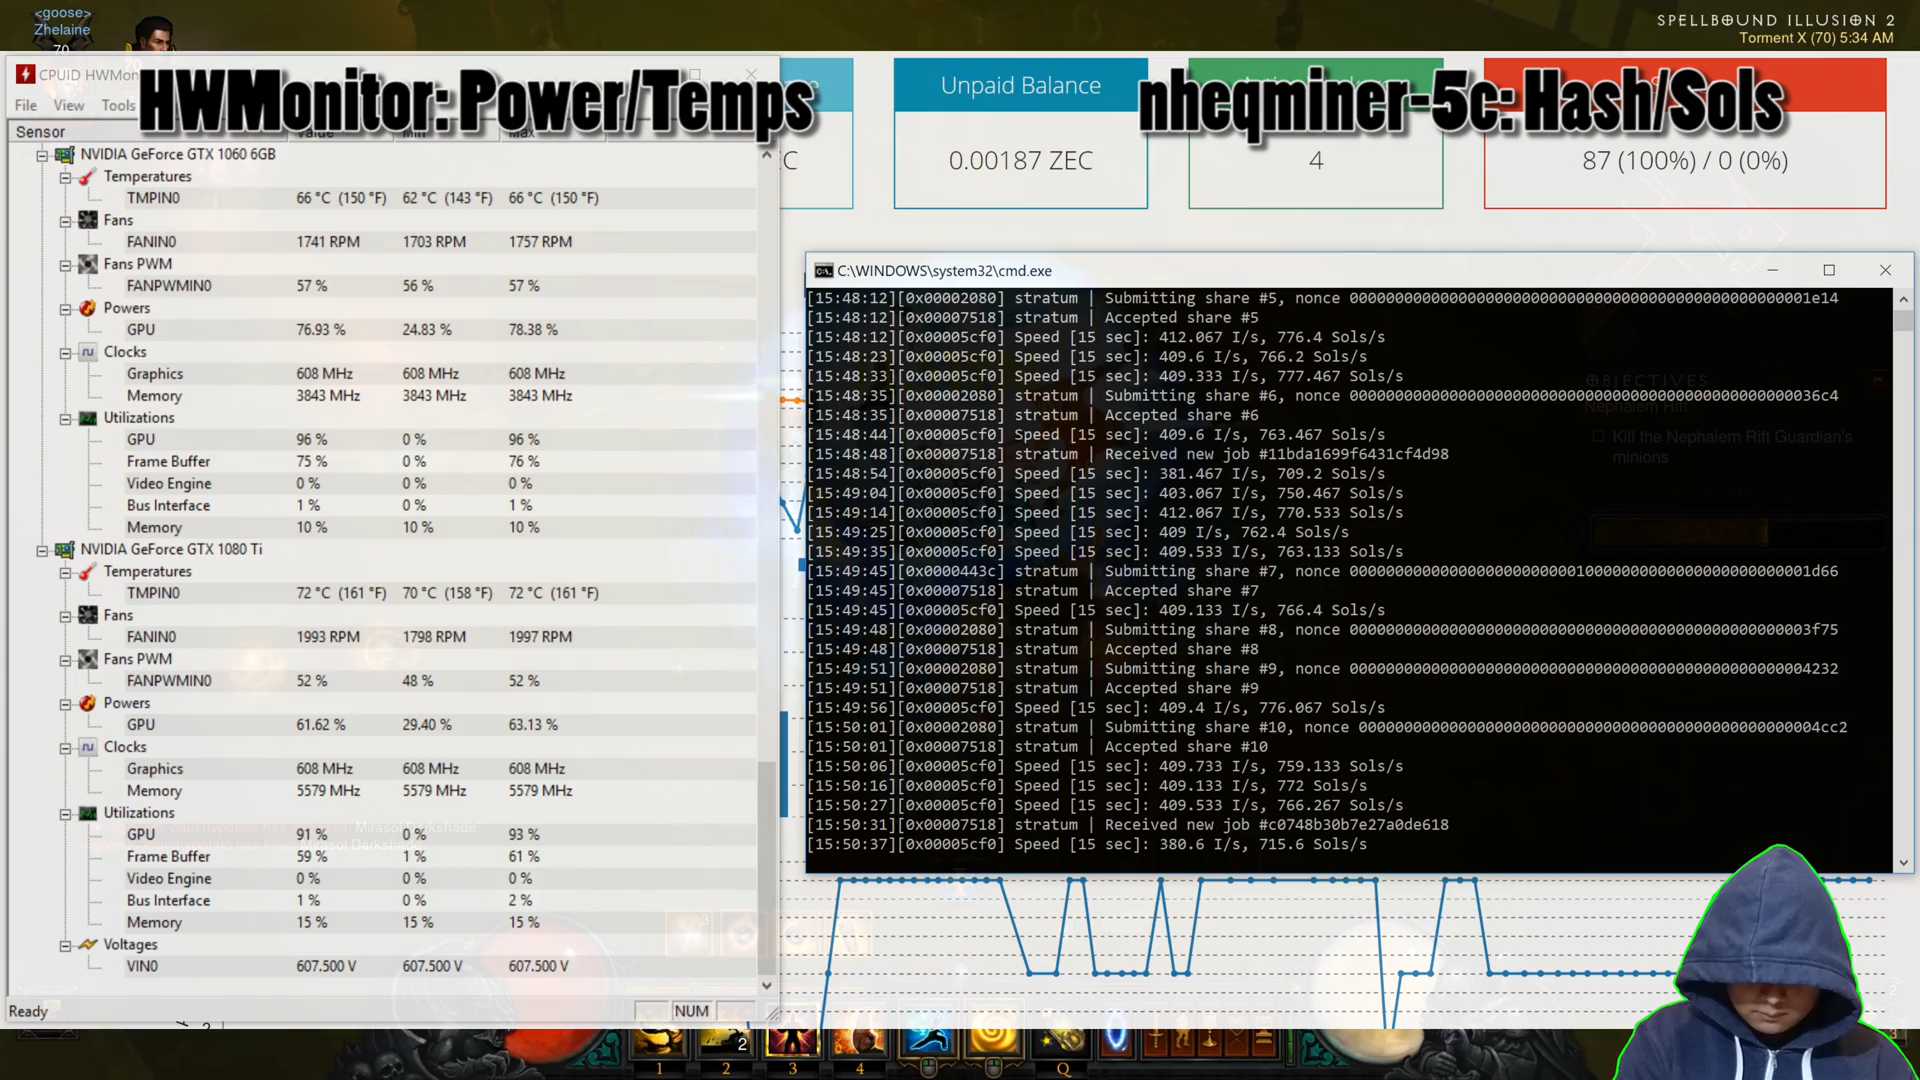 <goose>
Zhelaine
70
SPELLBOUND ILLUSION 2
Torment X (70) 5:34 AM
HWMonitor: Power/Temps
nheqminer-5c: Hash/Sols
CPUID HWMon
File View Tools
Sensor Value Min Max
NVIDIA GeForce GTX 1060 6GB
Temperatures
TMPIN0 66 °C (150 °F) 62 °C (143 °F) 66 °C (150 °F)
Fans
FANIN0 1741 RPM 1703 RPM 1757 RPM
Fans PWM
FANPWMIN0 57 % 56 % 57 %
Powers
GPU 76.93 % 24.83 % 78.38 %
Clocks
Graphics 608 MHz 608 MHz 608 MHz
Memory 3843 MHz 3843 MHz 3843 MHz
Utilizations
GPU 96 % 0 % 96 %
Frame Buffer 75 % 0 % 76 %
Video Engine 0 % 0 % 0 %
Bus Interface 1 % 0 % 1 %
Memory 10 % 10 % 10 %
NVIDIA GeForce GTX 1080 Ti
Temperatures
TMPIN0 72 °C (161 °F) 70 °C (158 °F) 72 °C (161 °F)
Fans
FANIN0 1993 RPM 1798 RPM 1997 RPM
Fans PWM
FANPWMIN0 52 % 48 % 52 %
Powers
GPU 61.62 % 29.40 % 63.13 %
Clocks
Graphics 608 MHz 608 MHz 608 MHz
Memory 5579 MHz 5579 MHz 5579 MHz
Utilizations
GPU 91 % 0 % 93 %
Frame Buffer 59 % 1 % 61 %
Video Engine 0 % 0 % 0 %
Bus Interface 1 % 0 % 2 %
Memory 15 % 15 % 15 %
Voltages
VIN0 607.500 V 607.500 V 607.500 V
Ready NUM
Unpaid Balance
0.00187 ZEC
4
87 (100%) / 0 (0%)
C:\WINDOWS\system32\cmd.exe
[15:48:12][0x00002080] stratum | Submitting share #5, nonce 0000000000000000000000000000000000000000000000000001e14
[15:48:12][0x00007518] stratum | Accepted share #5
[15:48:12][0x00005cf0] Speed [15 sec]: 412.067 I/s, 776.4 Sols/s
[15:48:23][0x00005cf0] Speed [15 sec]: 409.6 I/s, 766.2 Sols/s
[15:48:33][0x00005cf0] Speed [15 sec]: 409.333 I/s, 777.467 Sols/s
[15:48:35][0x00002080] stratum | Submitting share #6, nonce 00000000000000000000000000000000000000000000000000036c4
[15:48:35][0x00007518] stratum | Accepted share #6
[15:48:44][0x00005cf0] Speed [15 sec]: 409.6 I/s, 763.467 Sols/s
[15:48:48][0x00007518] stratum | Received new job #11bda1699f6431cf4d98
[15:48:54][0x00005cf0] Speed [15 sec]: 381.467 I/s, 709.2 Sols/s
[15:49:04][0x00005cf0] Speed [15 sec]: 403.067 I/s, 750.467 Sols/s
[15:49:14][0x00005cf0] Speed [15 sec]: 412.067 I/s, 770.533 Sols/s
[15:49:25][0x00005cf0] Speed [15 sec]: 409 I/s, 762.4 Sols/s
[15:49:35][0x00005cf0] Speed [15 sec]: 409.533 I/s, 763.133 Sols/s
[15:49:45][0x0000443c] stratum | Submitting share #7, nonce 0000000000000000000000000100000000000000000000000001d66
[15:49:45][0x00007518] stratum | Accepted share #7
[15:49:45][0x00005cf0] Speed [15 sec]: 409.133 I/s, 766.4 Sols/s
[15:49:48][0x00002080] stratum | Submitting share #8, nonce 0000000000000000000000000000000000000000000000000003f75
[15:49:48][0x00007518] stratum | Accepted share #8
[15:49:51][0x00002080] stratum | Submitting share #9, nonce 0000000000000000000000000000000000000000000000000004232
[15:49:51][0x00007518] stratum | Accepted share #9
[15:49:56][0x00005cf0] Speed [15 sec]: 409.4 I/s, 776.067 Sols/s
[15:50:01][0x00002080] stratum | Submitting share #10, nonce 0000000000000000000000000000000000000000000000000004cc2
[15:50:01][0x00007518] stratum | Accepted share #10
[15:50:06][0x00005cf0] Speed [15 sec]: 409.733 I/s, 759.133 Sols/s
[15:50:16][0x00005cf0] Speed [15 sec]: 409.133 I/s, 772 Sols/s
[15:50:27][0x00005cf0] Speed [15 sec]: 409.533 I/s, 766.267 Sols/s
[15:50:31][0x00007518] stratum | Received new job #c0748b30b7e27a0de618
[15:50:37][0x00005cf0] Speed [15 sec]: 380.6 I/s, 715.6 Sols/s
OBJECTIVES
Nephalem Rift
Kill the Nephalem Rift Guardian's
minions
2
1 2 3 4 Q